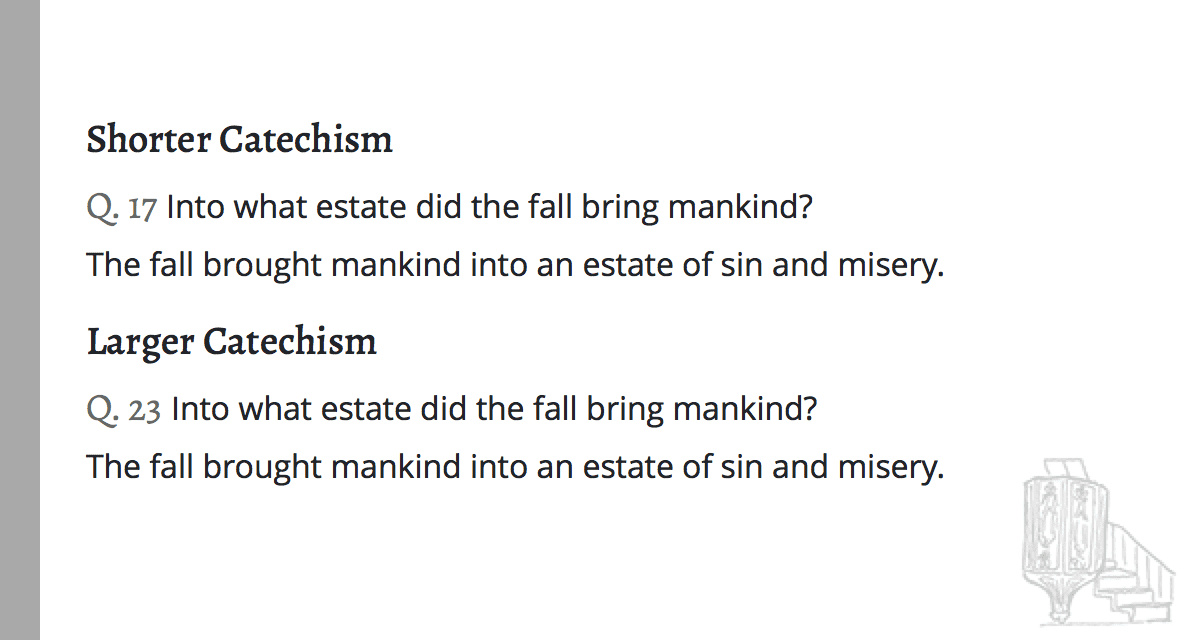 Shorter Catechism
Q. 17 Into what estate did the fall bring mankind?
The fall brought mankind into an estate of sin and misery.
Larger Catechism
Q. 23 Into what estate did the fall bring mankind?
The fall brought mankind into an estate of sin and misery.